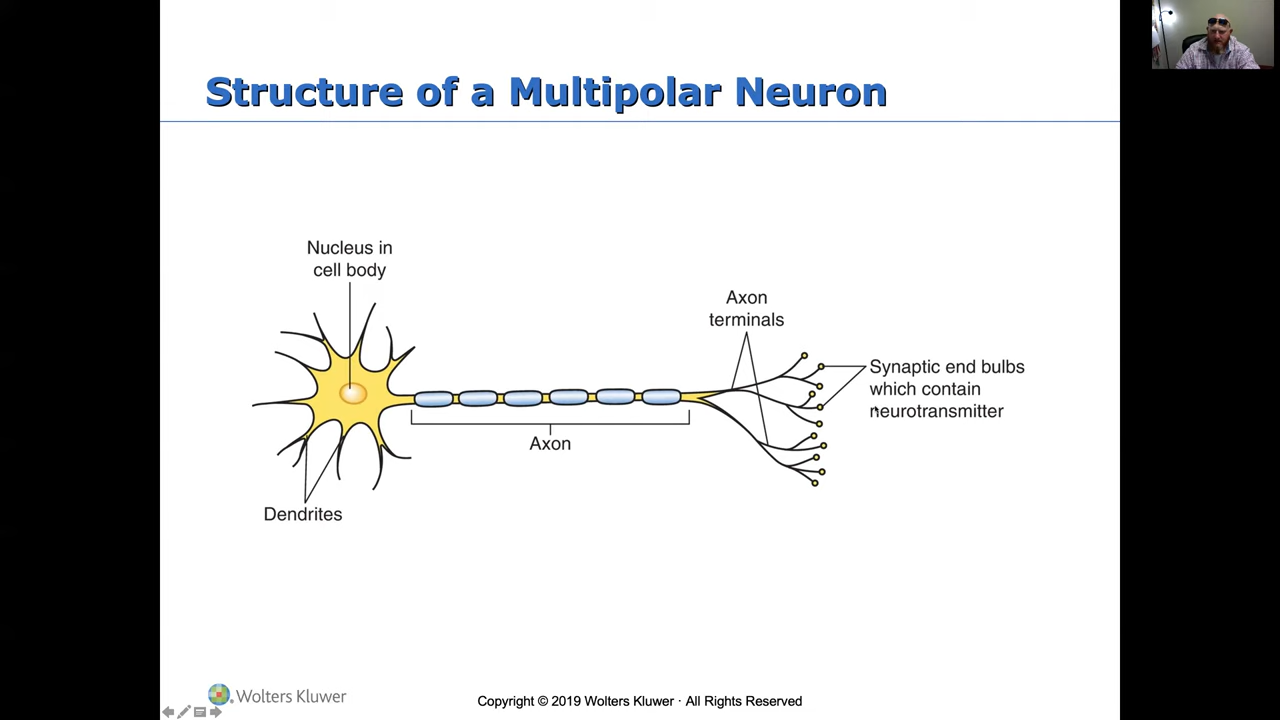 Structure of a Multipolar Neuron
Nucleus in
cell body
Axon
terminals
Synaptic end bulbs
which contain
neurotransmitter
Axon
Dendrites
Wolters Kluwer
Copyright © 2019 Wolters Kluwer · All Rights Reserved